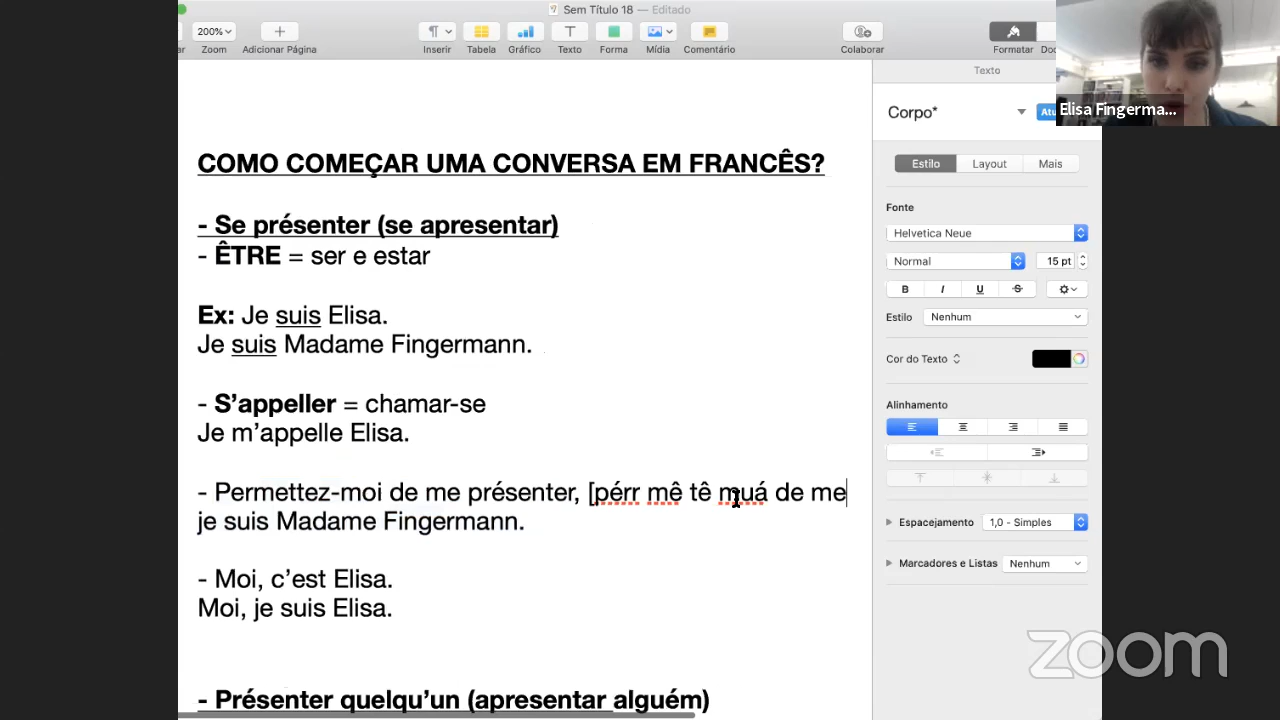 Sem Título 18 — Editado
200%
Zoom
Adicionar Página
Inserir
Tabela
Gráfico
Texto
Forma
Mídia
Comentário
Colaborar
Formatar
Texto
Corpo*
Elisa Fingerma...
Estilo
Layout
Mais
COMO COMEÇAR UMA CONVERSA EM FRANCÊS?
- Se présenter (se apresentar)
- ÊTRE = ser e estar
Ex: Je suis Elisa.
Je suis Madame Fingermann.
- S’appeller = chamar-se
Je m’appelle Elisa.
- Permettez-moi de me présenter, [pérr mê tê muá de me
je suis Madame Fingermann.
- Moi, c’est Elisa.
Moi, je suis Elisa.
- Présenter quelqu’un (apresentar alguém)
Fonte
Helvetica Neue
Normal
15 pt
B I U S
Estilo
Nenhum
Cor do Texto
Alinhamento
Espacejamento
1,0 - Simples
Marcadores e Listas
Nenhum
zoom